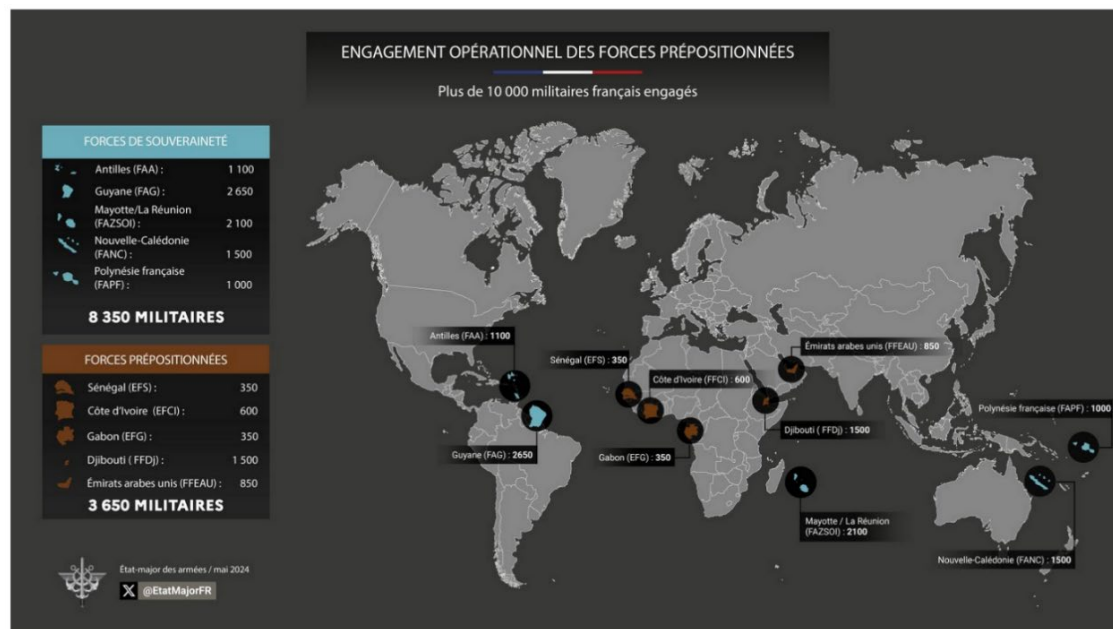 ENGAGEMENT OPÉRATIONNEL DES FORCES PRÉPOSITIONNÉES
Plus de 10 000 militaires français engagés
FORCES DE SOUVERAINETÉ
Antilles (FAA) : 1 100
Guyane (FAG) : 2 650
Mayotte/La Réunion
(FAZSOI) : 2 100
Nouvelle-Calédonie
(FANC) : 1 500
Polynésie française
(FAPF) : 1 000
8 350 MILITAIRES
FORCES PRÉPOSITIONNÉES
Sénégal (EFS) : 350
Côte d'Ivoire (EFCI) : 600
Gabon (EFG) : 350
Djibouti ( FFDj) : 1 500
Émirats arabes unis (FFEAU) : 850
3 650 MILITAIRES
État-major des armées / mai 2024
X @EtatMajorFR
Antilles (FAA) : 1100
Guyane (FAG) : 2650
Sénégal (EFS) : 350
Côte d'Ivoire (FFCI) : 600
Gabon (EFG) : 350
Émirats arabes unis (FFEAU) : 850
Djibouti ( FFDj) : 1500
Mayotte / La Réunion
(FAZSOI) : 2100
Polynésie française (FAPF) : 1000
Nouvelle-Calédonie (FANC) : 1500